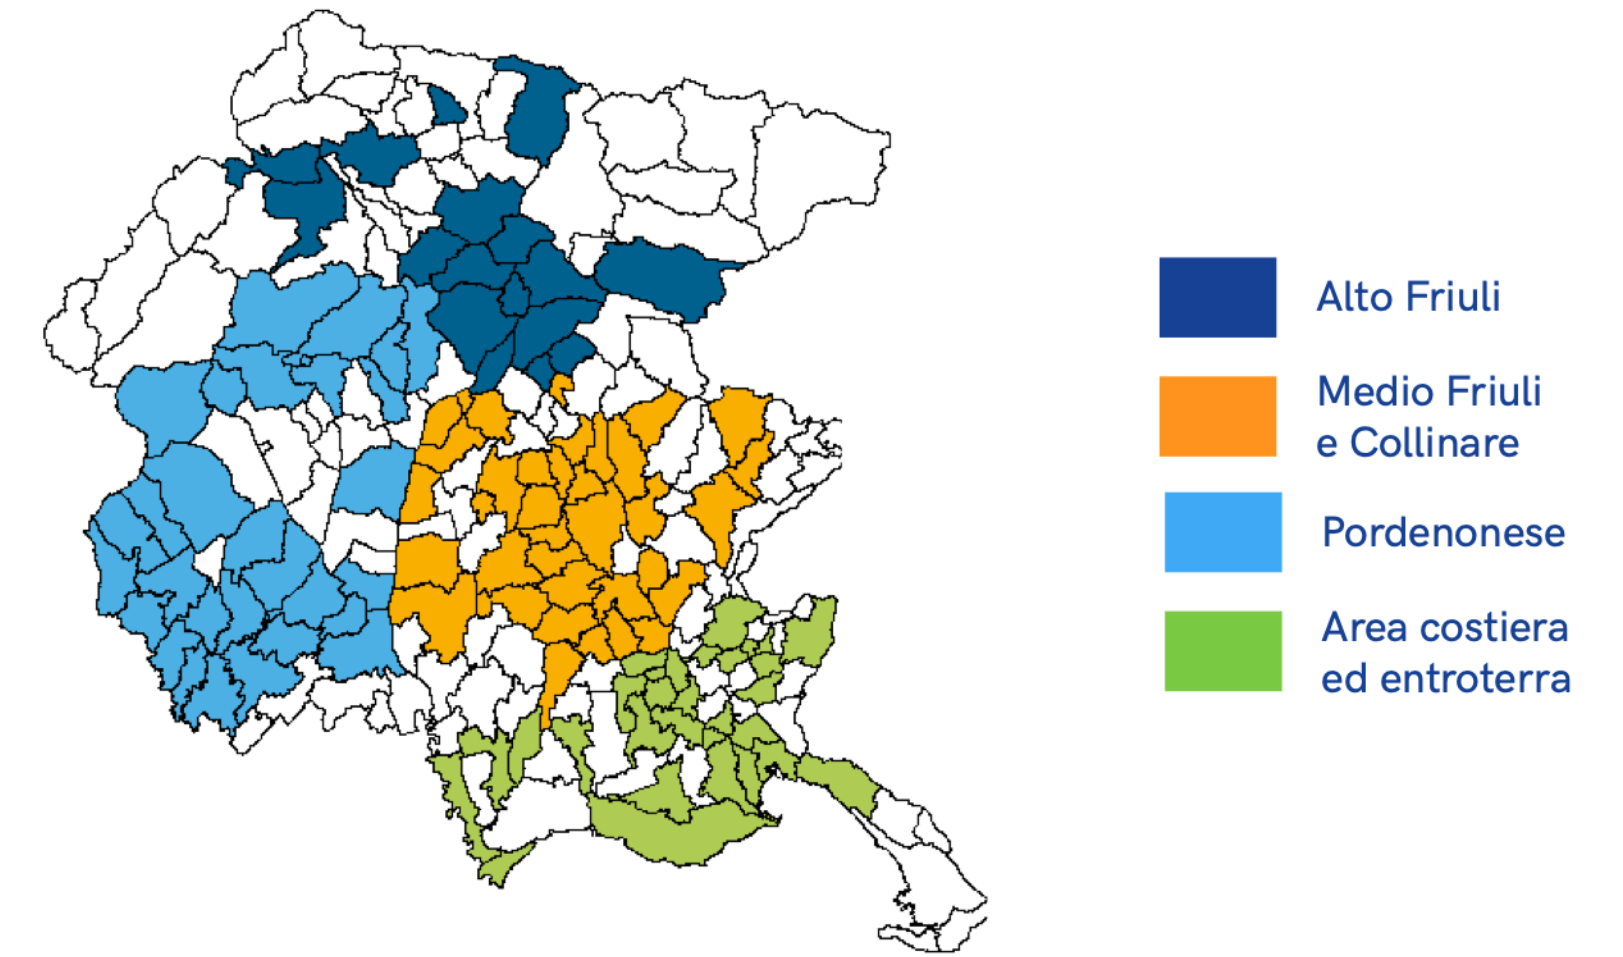 Alto Friuli
Medio Friuli
e Collinare
Pordenonese
Area costiera
ed entroterra